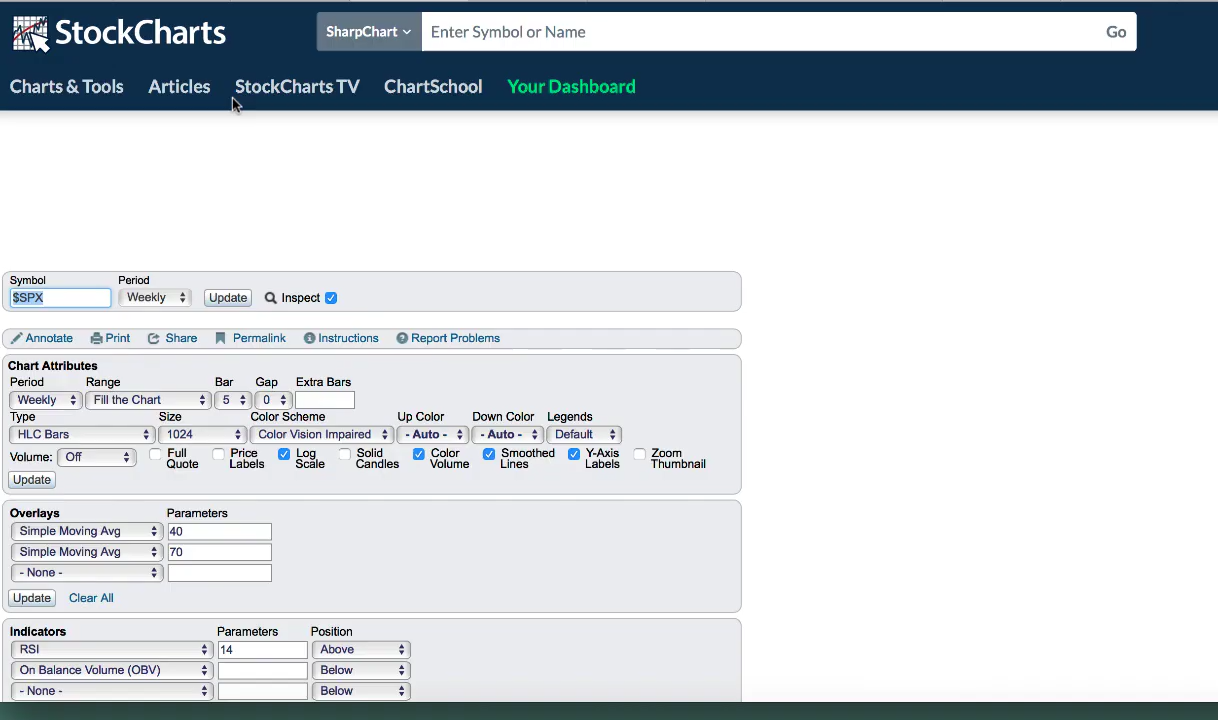 StockCharts
SharpChart Enter Symbol or Name Go
Charts & Tools Articles StockCharts TV ChartSchool Your Dashboard
Symbol Period
$SPX Weekly Update Inspect
Annotate Print Share Permalink Instructions Report Problems
Chart Attributes
Period Range Bar Gap Extra Bars
Weekly Fill the Chart 5 0
Type Size Color Scheme Up Color Down Color Legends
HLC Bars 1024 Color Vision Impaired - Auto - - Auto - Default
Volume: Off Full Quote Price Labels Log Scale Solid Candles Color Volume Smoothed Lines Y-Axis Labels Zoom Thumbnail
Update
Overlays Parameters
Simple Moving Avg 40
Simple Moving Avg 70
- None -
Update Clear All
Indicators Parameters Position
RSI 14 Above
On Balance Volume (OBV) Below
- None - Below